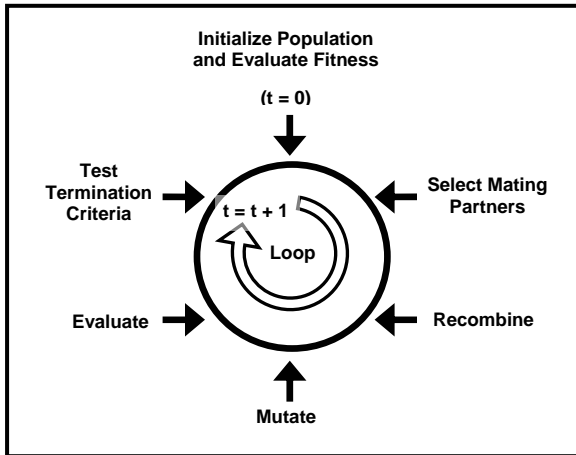 Initialize Population
and Evaluate Fitness
(t = 0)
Test
Termination
Criteria
Select Mating
Partners
t = t + 1
Loop
Evaluate
Recombine
Mutate